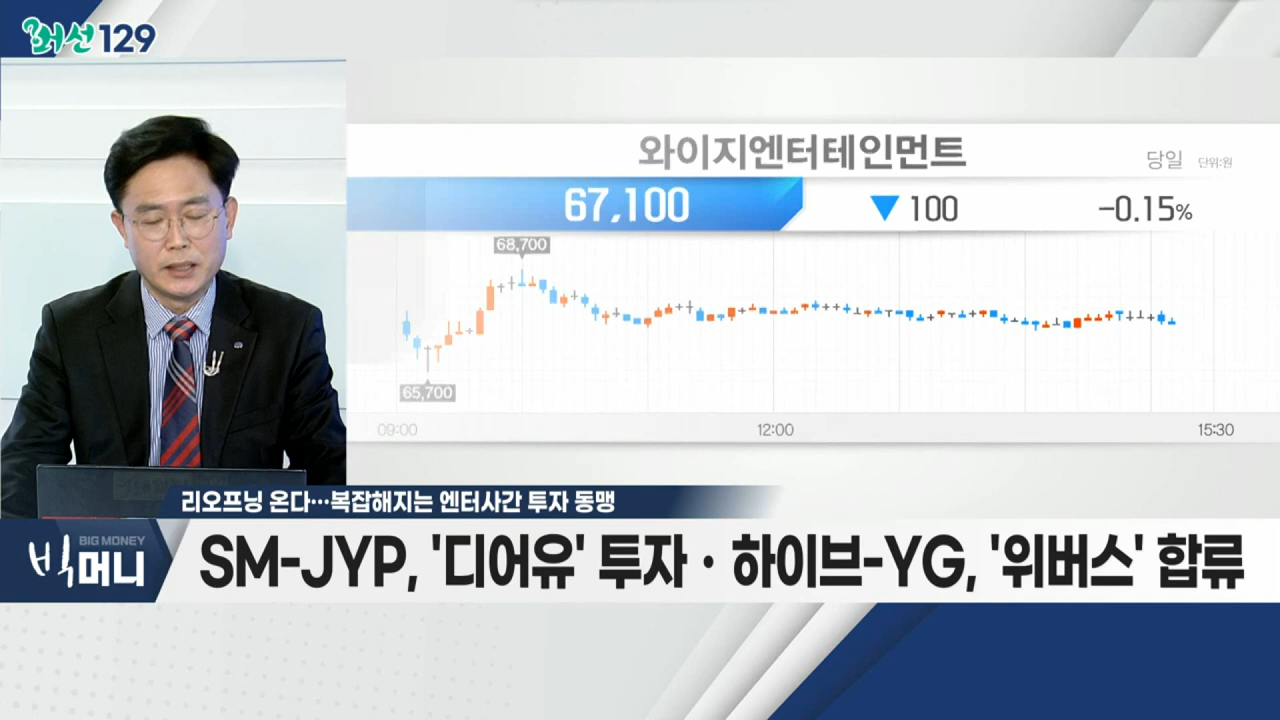 머선129
와이지엔터테인먼트
당일 단위:원
67,100 ▼ 100 -0.15%
68,700
65,700
09:00 12:00 15:30
리오프닝 온다…복잡해지는 엔터사간 투자 동맹
BIG MONEY
빅머니
SM-JYP, '디어유' 투자·하이브-YG, '위버스' 합류